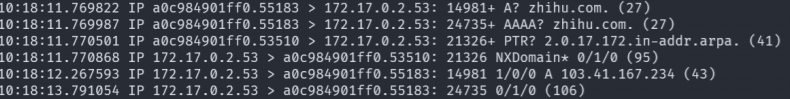 10:18:11.769822 IP a0c984901ff0.55183 > 172.17.0.2.53: 14981+ A? zhihu.com. (27)
10:18:11.769987 IP a0c984901ff0.55183 > 172.17.0.2.53: 24735+ AAAA? zhihu.com. (27)
10:18:11.770501 IP a0c984901ff0.53510 > 172.17.0.2.53: 21326+ PTR? 2.0.17.172.in-addr.arpa. (41)
10:18:11.770868 IP 172.17.0.2.53 > a0c984901ff0.53510: 21326 NXDomain* 0/1/0 (95)
10:18:12.267593 IP 172.17.0.2.53 > a0c984901ff0.55183: 14981 1/0/0 A 103.41.167.234 (43)
10:18:13.791054 IP 172.17.0.2.53 > a0c984901ff0.55183: 24735 0/1/0 (106)